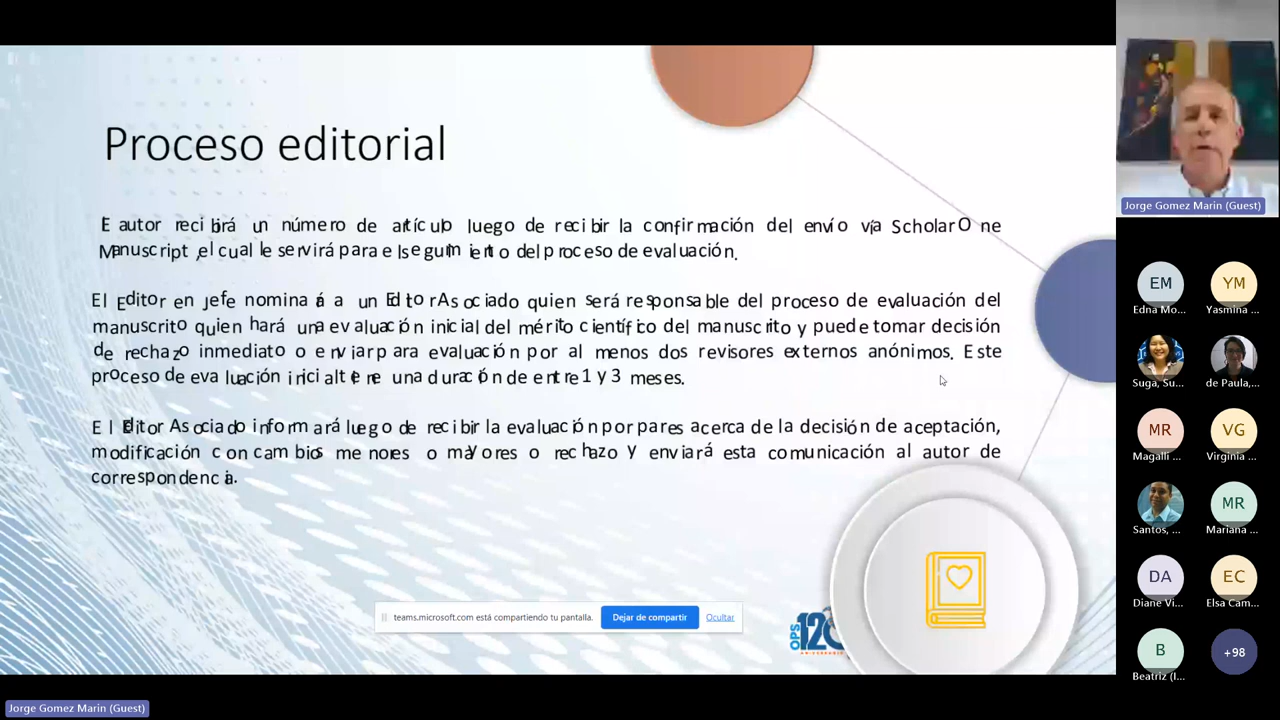 Proceso editorial
El autor recibirá un número de artículo luego de recibir la confirmación del envío vía ScholarOne
Manuscript, el cual le servirá para el seguimiento del proceso de evaluación.
El Editor en Jefe nominará a un Editor Asociado quien será responsable del proceso de evaluación del
manuscrito quien hará una evaluación inicial del mérito científico del manuscrito y puede tomar decisión
de rechazo inmediato o enviar para evaluación por al menos dos revisores externos anónimos. Este
proceso de evaluación inicial tiene una duración de entre 1 y 3 meses.
El Editor Asociado informará luego de recibir la evaluación por pares acerca de la decisión de aceptación,
modificación con cambios menores o mayores o rechazo y enviará esta comunicación al autor de
correspondencia.
teams.microsoft.com está compartiendo tu pantalla. Dejar de compartir Ocultar
OPS 120
ANIVERSARIO
Jorge Gomez Marin (Guest)
EM YM
Edna Mo... Yasmina ...
Suga, Su... de Paula,...
MR VG
Magalli ... Virginia ...
MR
Santos, ... Mariana ...
DA EC
Diane Vi... Elsa Cam...
B +98
Beatriz (I...
Jorge Gomez Marin (Guest)